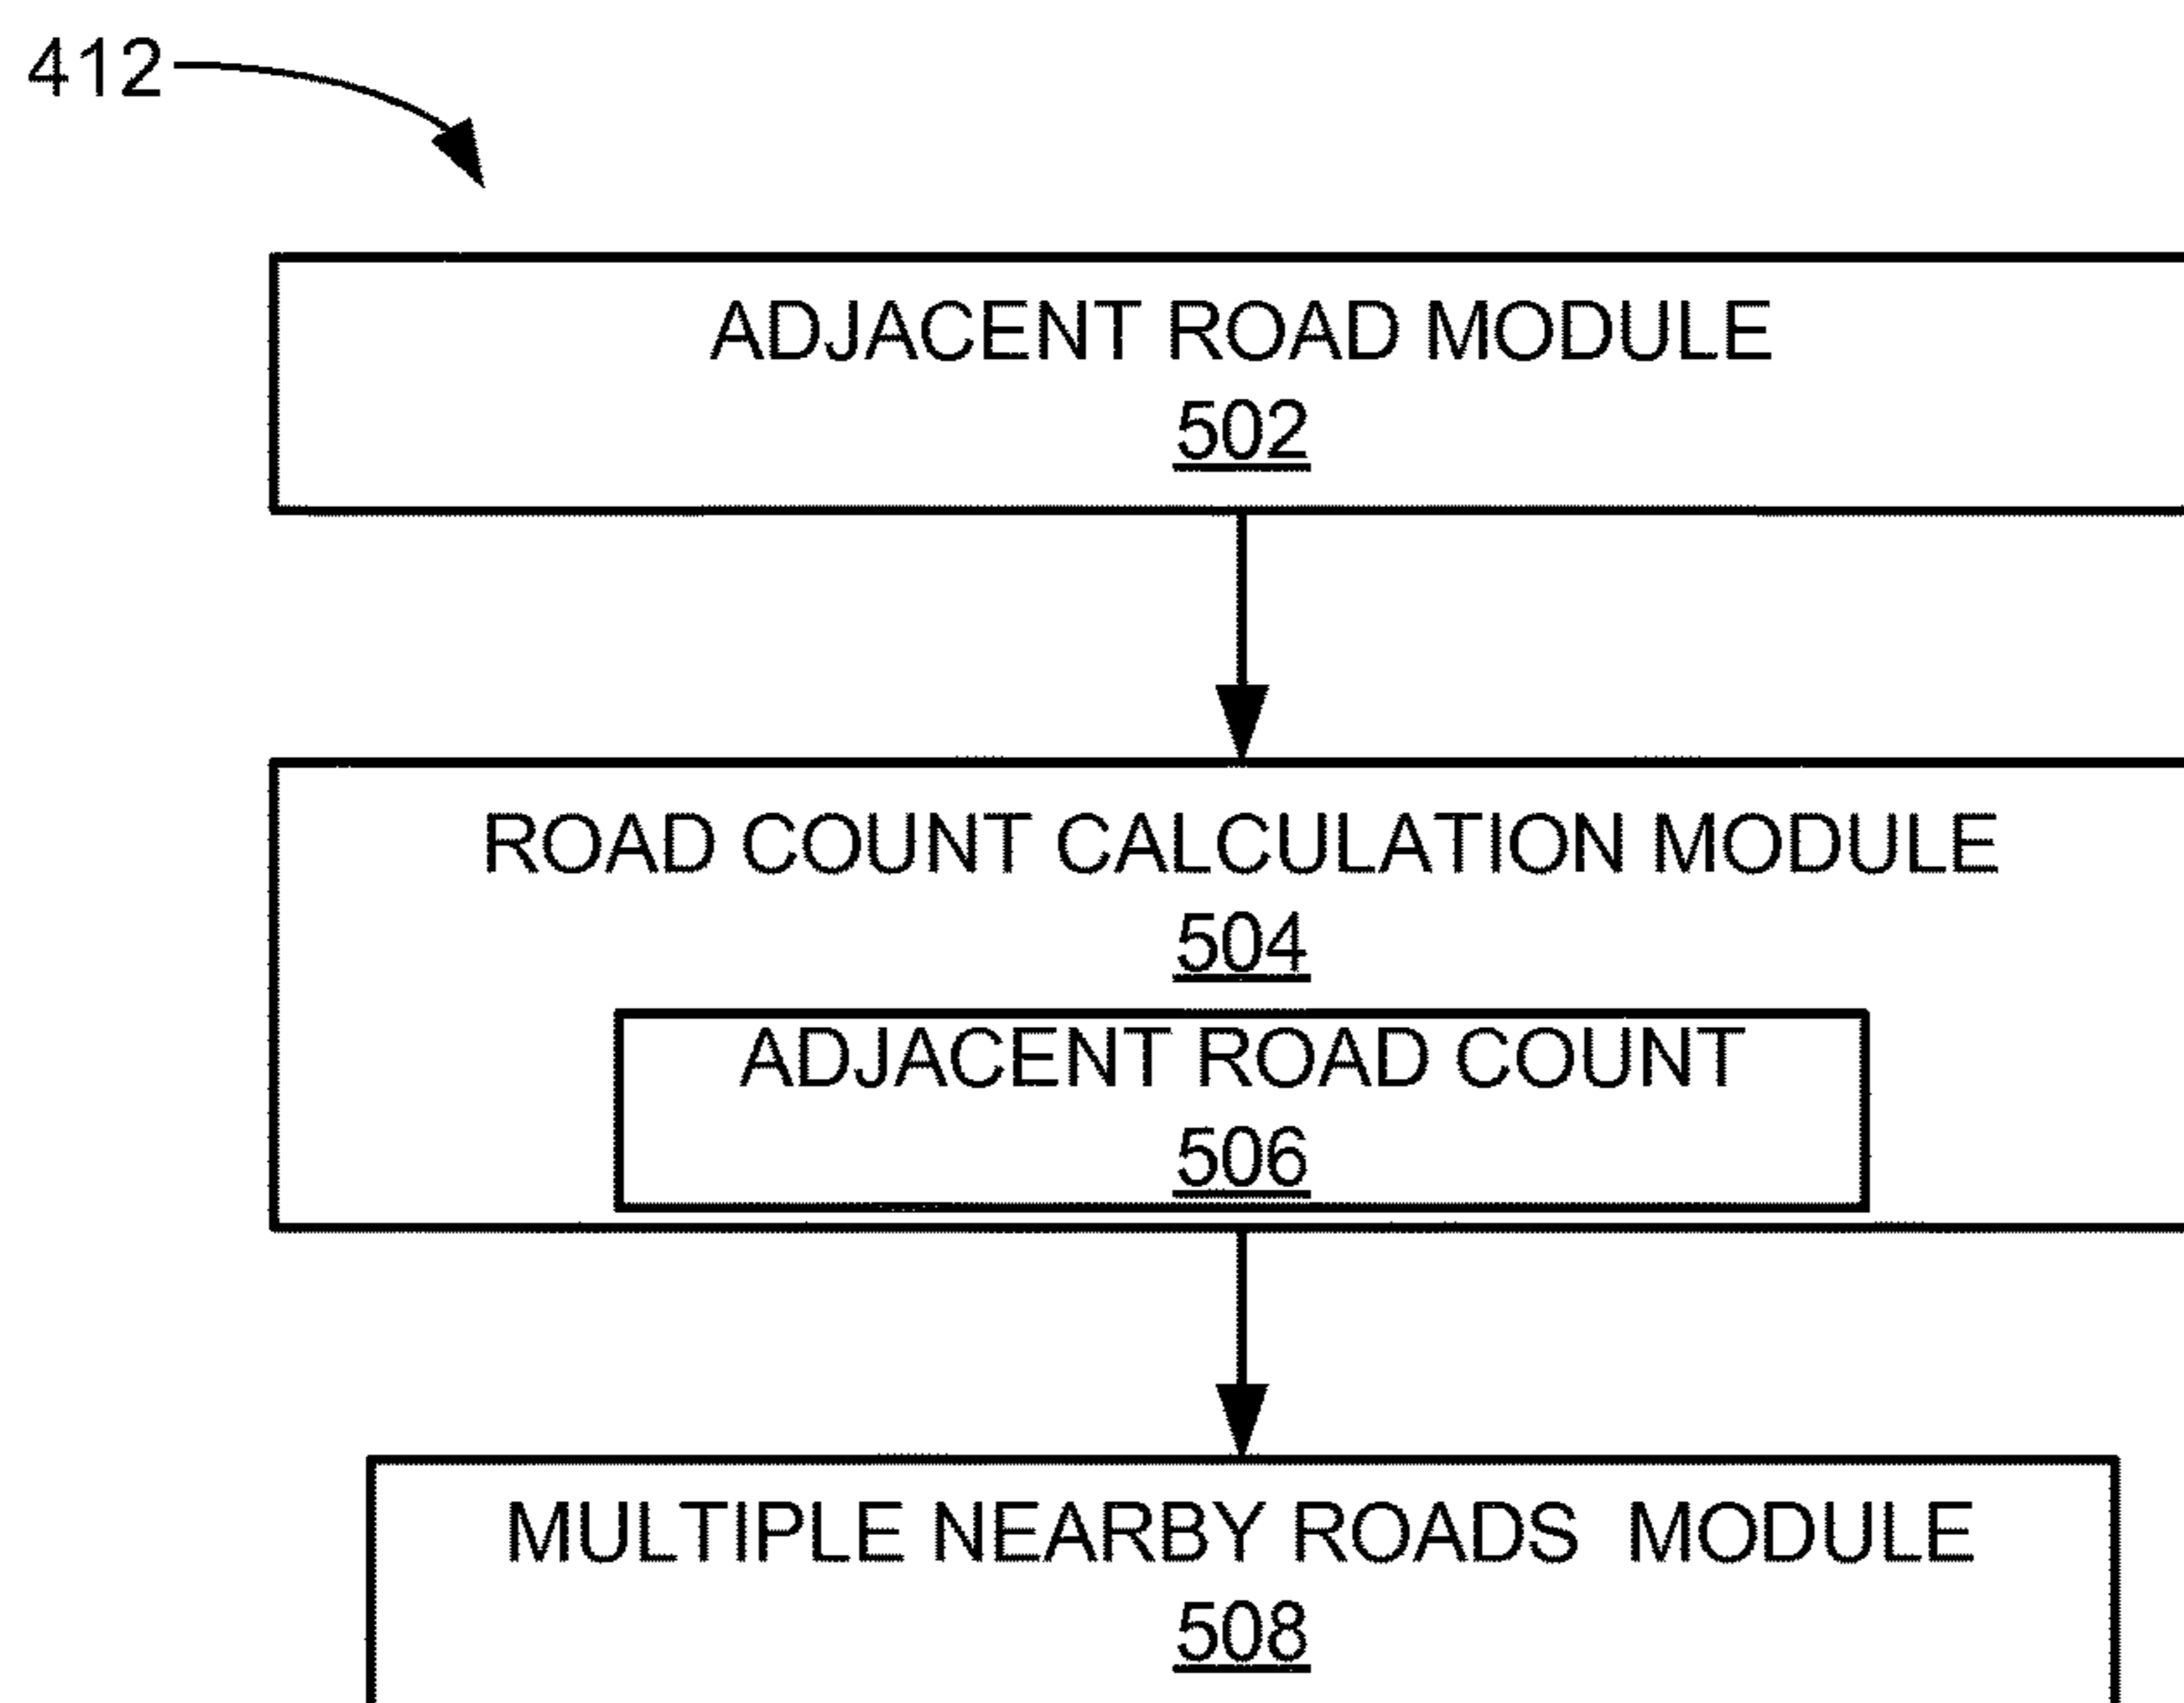 412
ADJACENT ROAD MODULE
502
ROAD COUNT CALCULATION MODULE
504
ADJACENT ROAD COUNT
506
MULTIPLE NEARBY ROADS MODULE
508